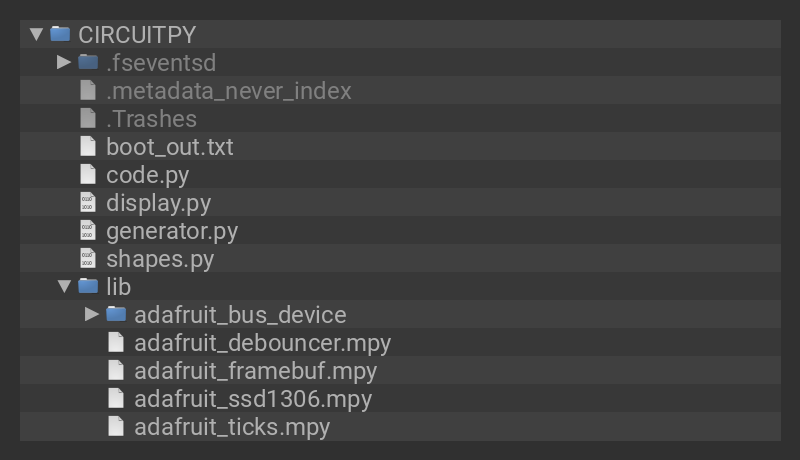 CIRCUITPY
.fseventsd
.metadata_never_index
.Trashes
boot_out.txt
code.py
display.py
generator.py
shapes.py
lib
adafruit_bus_device
adafruit_debouncer.mpy
adafruit_framebuf.mpy
adafruit_ssd1306.mpy
adafruit_ticks.mpy